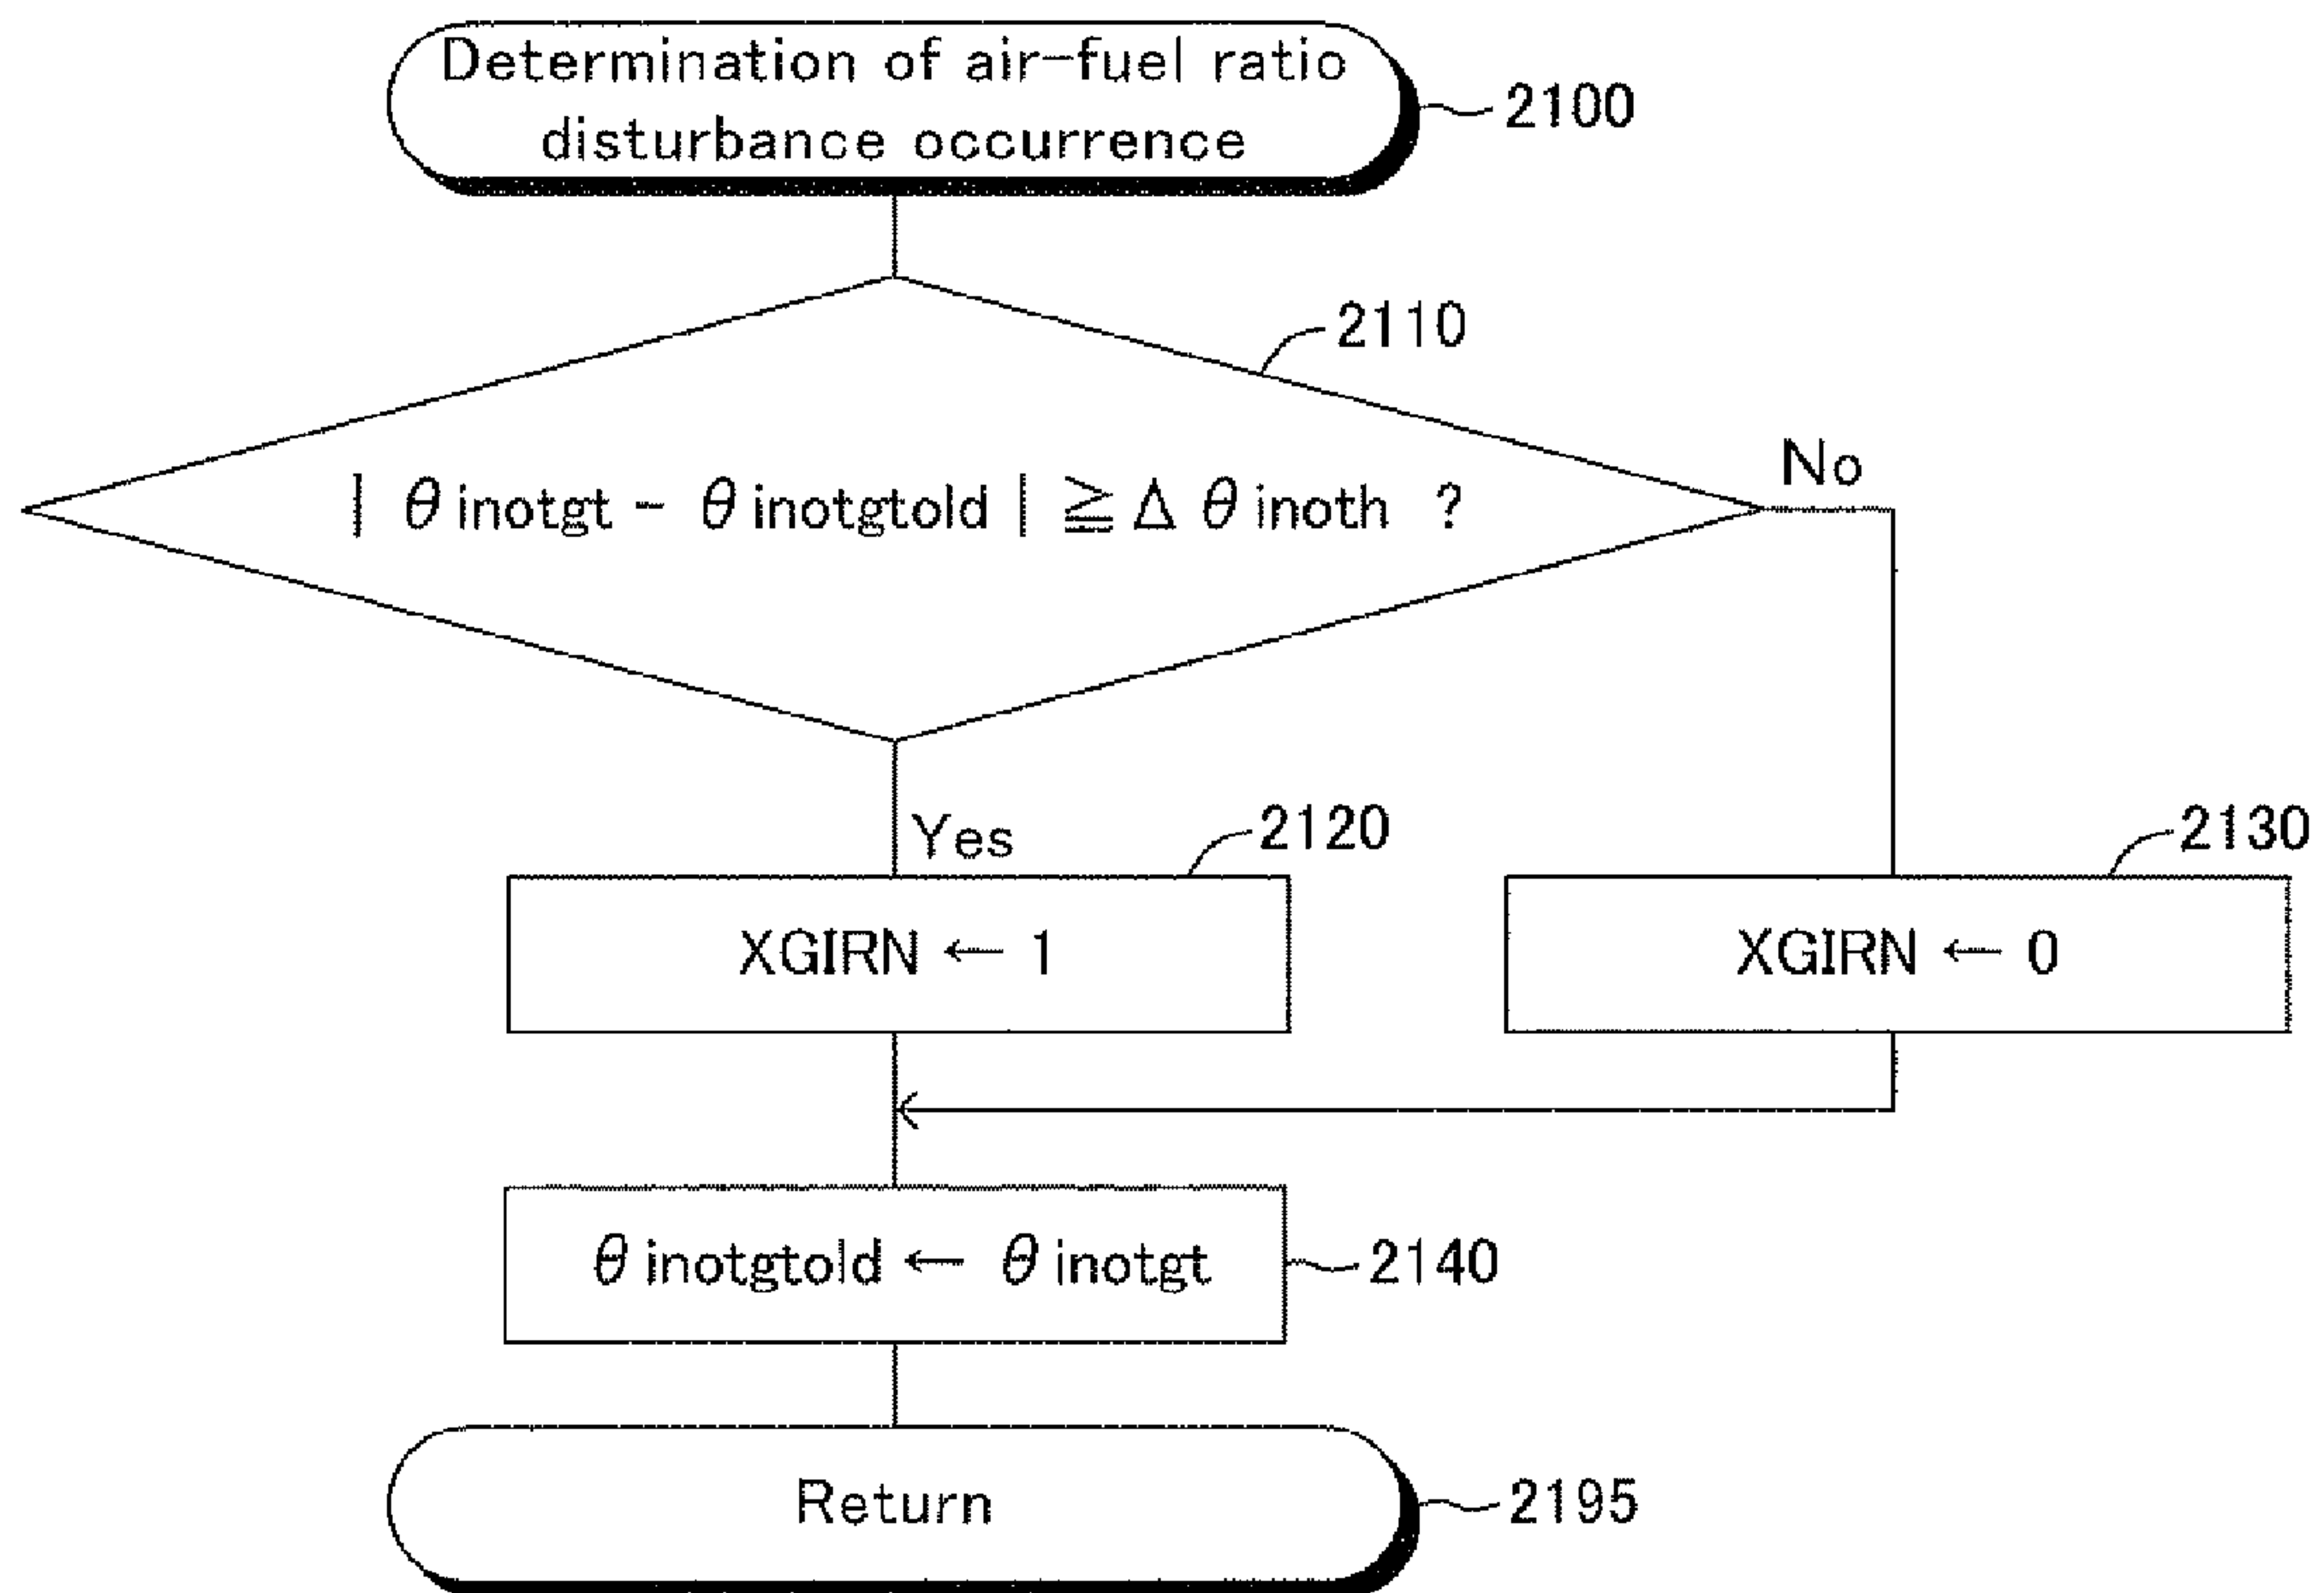 Determination of air-fuel ratio
disturbance occurrence
2100
2110
| θinotgt - θinotgtold | ≧ Δθinoth ?
No
Yes
2120
2130
XGIRN ← 1
XGIRN ← 0
θinotgtold ← θinotgt
2140
Return
2195